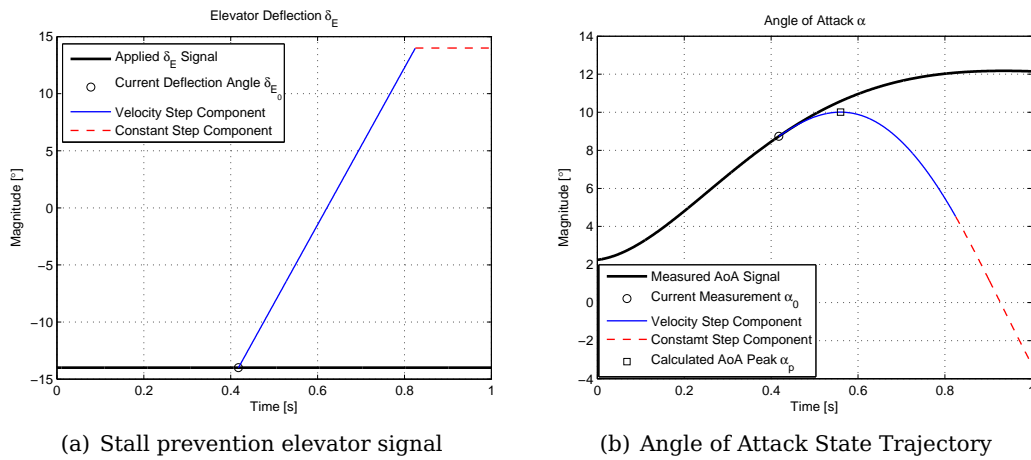 Elevator Deflection δE
15
10
5
0
−5
−10
−15
Magnitude [°]
0
0.2
0.4
0.6
0.8
1
Time [s]
Applied δE Signal
Current Deflection Angle δE0
Velocity Step Component
Constant Step Component
(a) Stall prevention elevator signal
Angle of Attack α
14
12
10
8
6
4
2
0
−2
−4
Magnitude [°]
0
0.2
0.4
0.6
0.8
1
Time [s]
Measured AoA Signal
Current Measurement α0
Velocity Step Component
Constamt Step Component
Calculated AoA Peak αp
(b) Angle of Attack State Trajectory